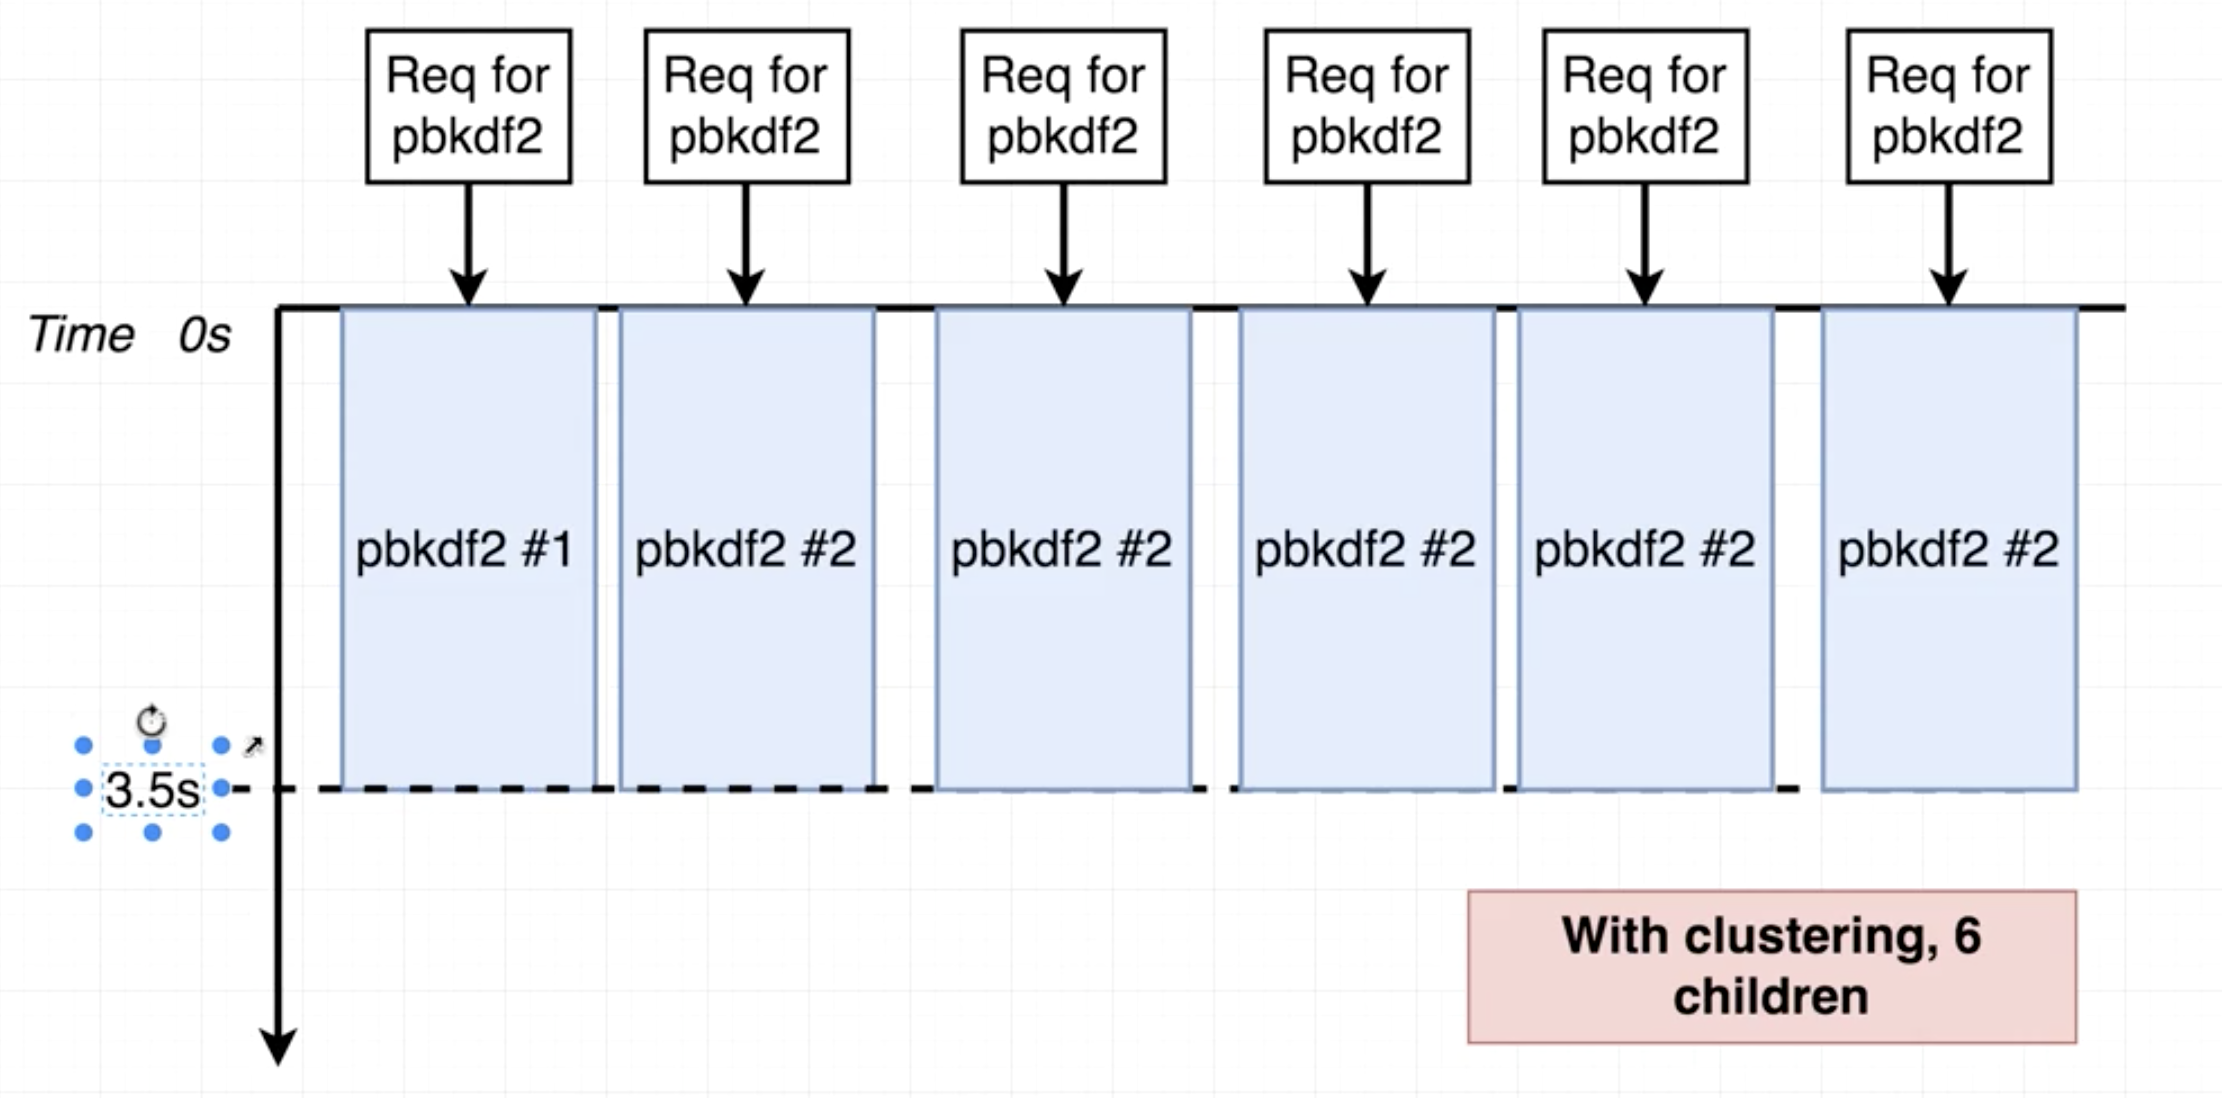 Req for
pbkdf2
Req for
pbkdf2
Req for
pbkdf2
Req for
pbkdf2
Req for
pbkdf2
Req for
pbkdf2
Time 0s
pbkdf2 #1
pbkdf2 #2
pbkdf2 #2
pbkdf2 #2
pbkdf2 #2
pbkdf2 #2
3.5s
With clustering, 6
children